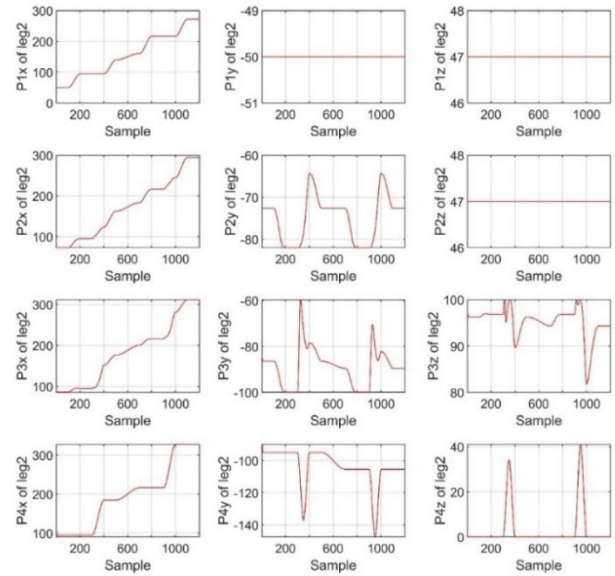 300
200
100
0
P1x of leg2
200 600 1000
Sample
-49
-50
-51
P1y of leg2
200 600 1000
Sample
48
47
46
P1z of leg2
200 600 1000
Sample
300
200
100
P2x of leg2
200 600 1000
Sample
-60
-70
-80
P2y of leg2
200 600 1000
Sample
48
47
46
P2z of leg2
200 600 1000
Sample
300
200
100
P3x of leg2
200 600 1000
Sample
-60
-80
-100
P3y of leg2
200 600 1000
Sample
100
90
80
P3z of leg2
200 600 1000
Sample
300
200
100
P4x of leg2
200 600 1000
Sample
-100
-120
-140
P4y of leg2
200 600 1000
Sample
40
20
0
P4z of leg2
200 600 1000
Sample